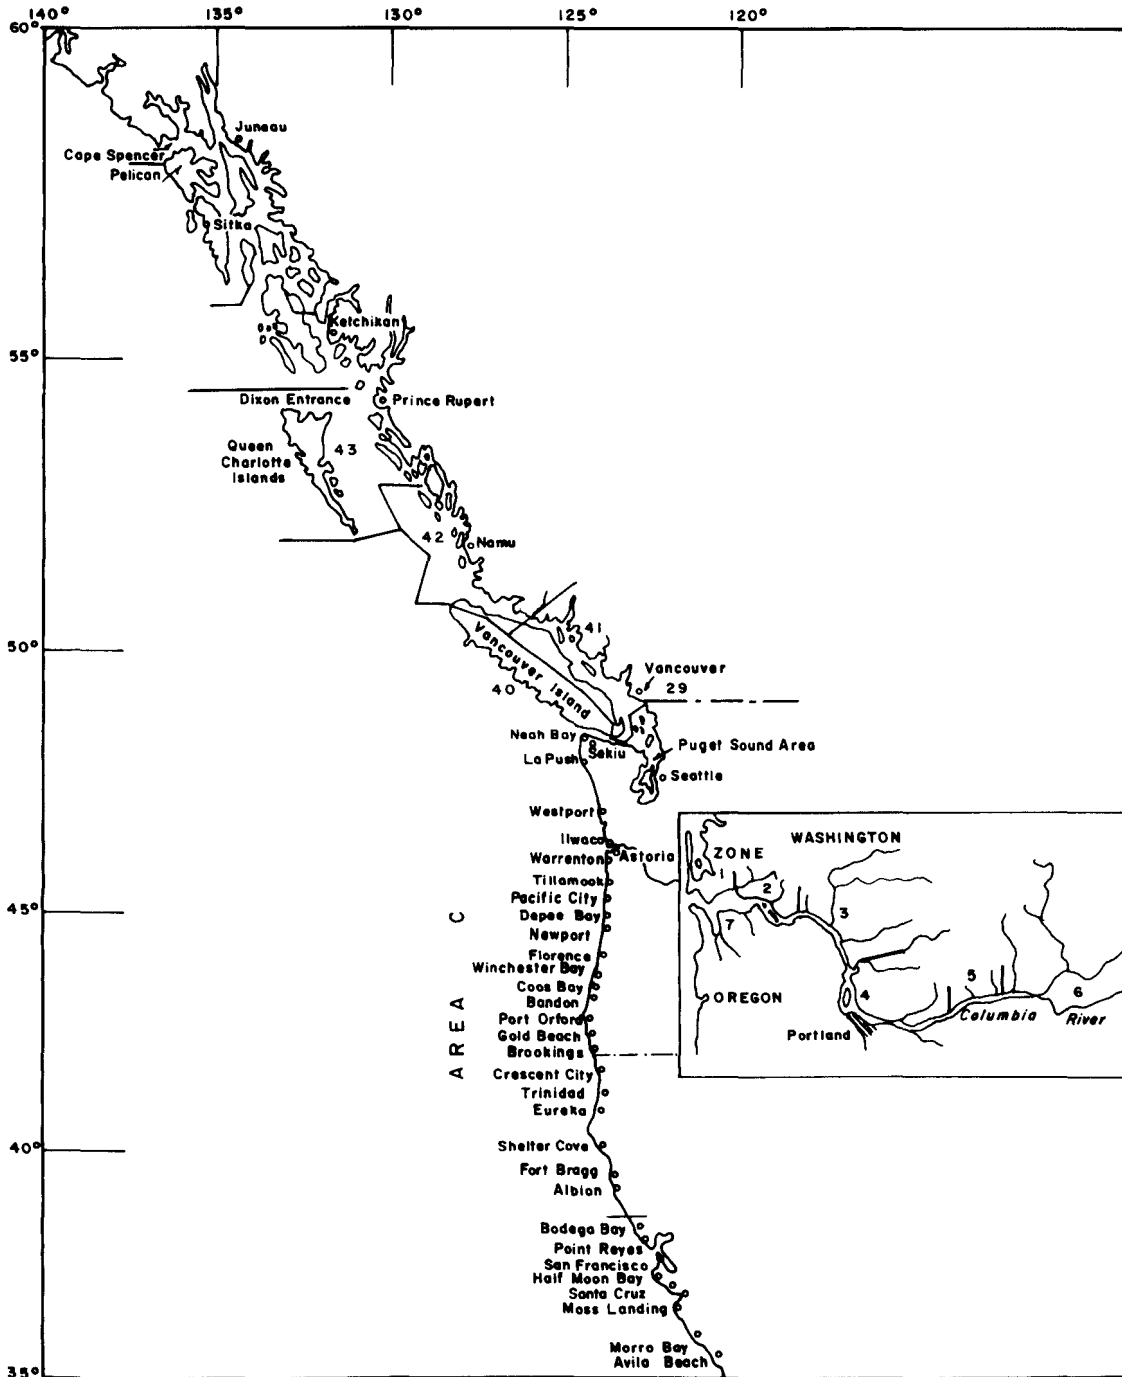 140° 135° 130° 125° 120°
60°
Juneau
Cape Spencer
Pelican
Sitka
Ketchikan
55°
Dixon Entrance
Prince Rupert
Queen
Charlotte
Islands
43
42
Namu
41
50°
Vancouver Island
40
Vancouver
29
Neah Bay
Sekiu
La Push
Puget Sound Area
Seattle
Westport
Ilwaco
Astoria
Warrenton
Tillamook
Pacific City
45°
Depee Bay
Newport
Florence
Winchester Bay
Coos Bay
Bandon
Port Orford
Gold Beach
Brookings
AREA C
Crescent City
Trinidad
Eureka
40°
Shelter Cove
Fort Bragg
Albion
Bodega Bay
Point Reyes
San Francisco
Half Moon Bay
Santa Cruz
Moss Landing
Morro Bay
Avila Beach
35°
WASHINGTON
ZONE
1
2
3
7
5
OREGON
4
6
Columbia River
Portland